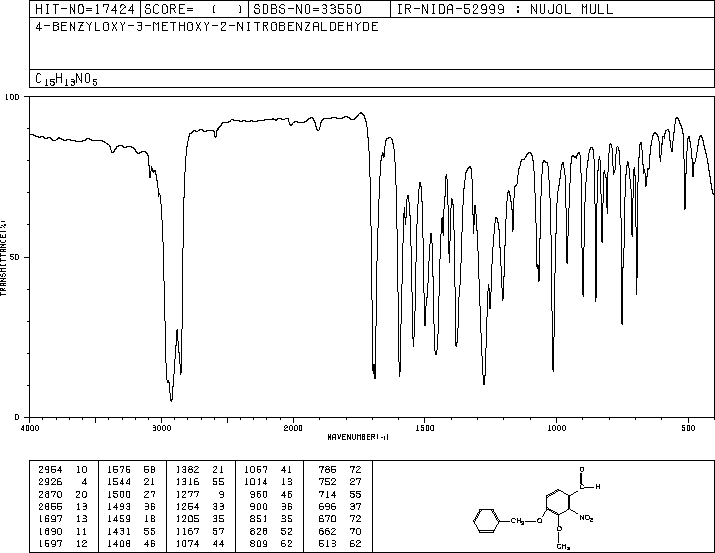 HIT-NO=17424 SCORE= ( ) SDBS-NO=33550 IR-NIDA-52999 : NUJOL MULL
4-BENZYLOXY-3-METHOXY-2-NITROBENZALDEHYDE
C15H13NO5
100
50
0
TRANSMITTANCE(%)
4000 3000 2000 1500 1000 500
WAVENUMBER(-1)
2954 10 1576 58 1382 21 1067 41 786 72
2926 4 1544 21 1316 55 1014 13 752 27
2870 20 1500 27 1277 9 960 46 714 55
2855 13 1493 36 1254 33 900 36 696 37
1697 13 1459 18 1205 35 851 35 670 72
1690 11 1431 55 1167 57 828 52 662 70
1597 12 1408 46 1074 44 809 62 513 62
O
C H
CH2 O NO2
O
CH3